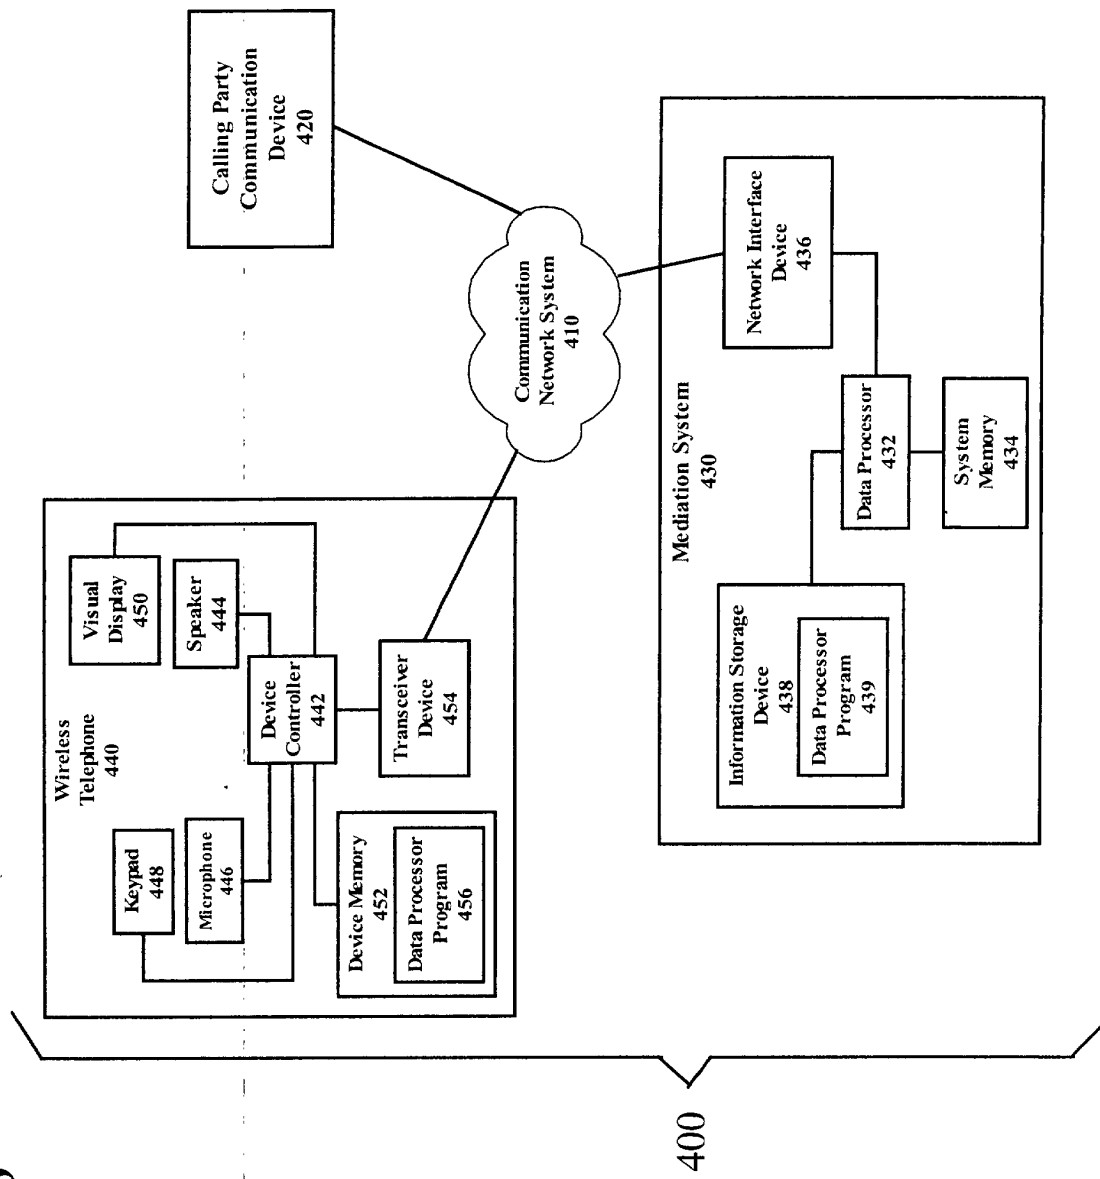 400
Wireless
Telephone
440
Keypad
448
Microphone
446
Visual
Display
450
Speaker
444
Device
Controller
442
Device Memory
452
Data Processor
Program
456
Transceiver
Device
454
Calling Party
Communication
Device
420
Communication
Network System
410
Mediation System
430
Information Storage
Device
438
Data Processor
Program
439
Data Processor
432
System
Memory
434
Network Interface
Device
436